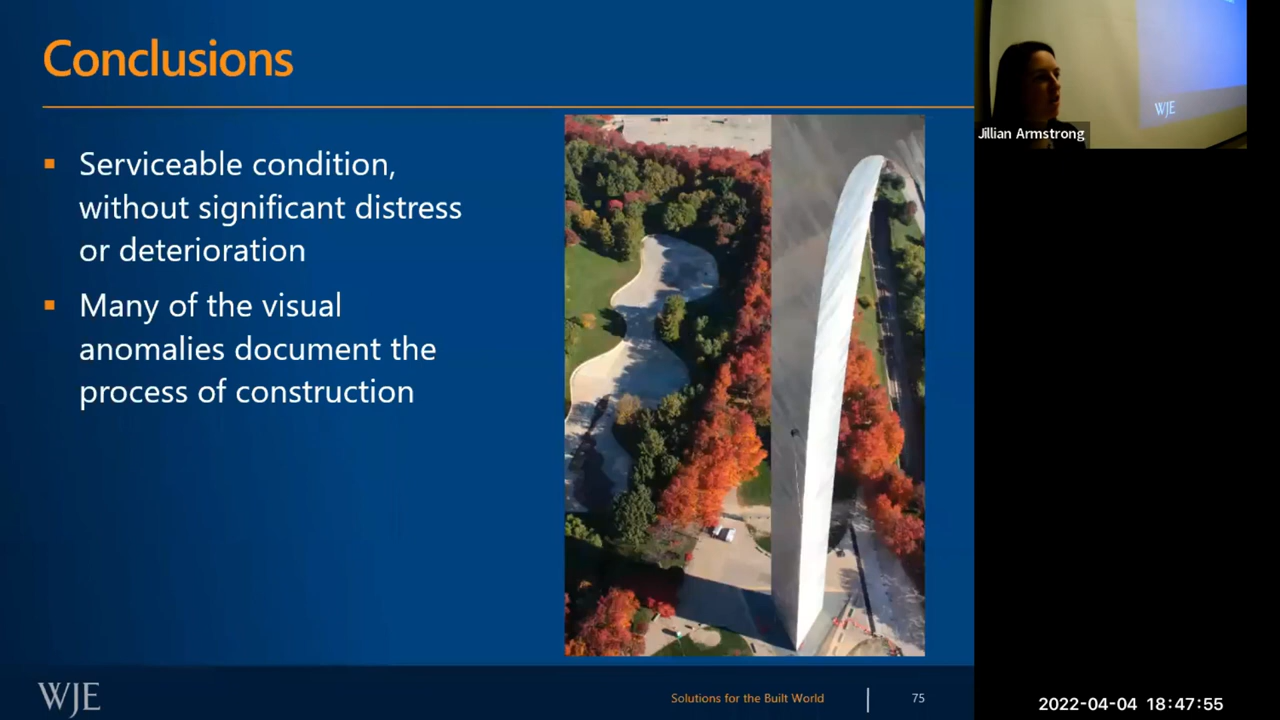 Conclusions
Serviceable condition,
without significant distress
or deterioration
Many of the visual
anomalies document the
process of construction
WJE
Solutions for the Built World
75
WJE
Jillian Armstrong
2022-04-04 18:47:55